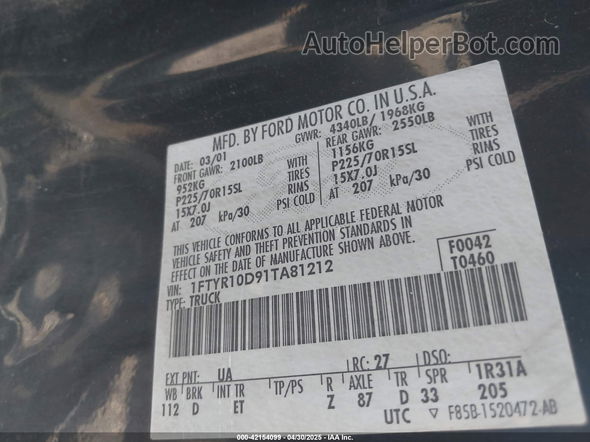 AutoHelperBot.com
MFD. BY FORD MOTOR CO. IN U.S.A.
DATE: 03/01 GVWR: 4340LB/ 1968KG
FRONT GAWR: 2100LB REAR GAWR: 2550LB
952KG WITH 1156KG WITH
P225/70R15SL TIRES P225/70R15SL TIRES
15X7.0J RIMS 15X7.0J RIMS
AT 207 kPa/30 PSI COLD AT 207 kPa/30 PSI COLD
THIS VEHICLE CONFORMS TO ALL APPLICABLE FEDERAL MOTOR
VEHICLE SAFETY AND THEFT PREVENTION STANDARDS IN
EFFECT ON THE DATE OF MANUFACTURE SHOWN ABOVE.
VIN: 1FTYR10D91TA81212 F0042
TYPE: TRUCK T0460
EXT PNT: UA RC: 27 DSO:
WB BRK INT TR TP/PS R AXLE TR SPR 1R31A
112 D ET Z 87 D 33 205
UTC ▽ F85B-1520472-AB
#: 42154099 | 04/30/2025 - IAA Inc.